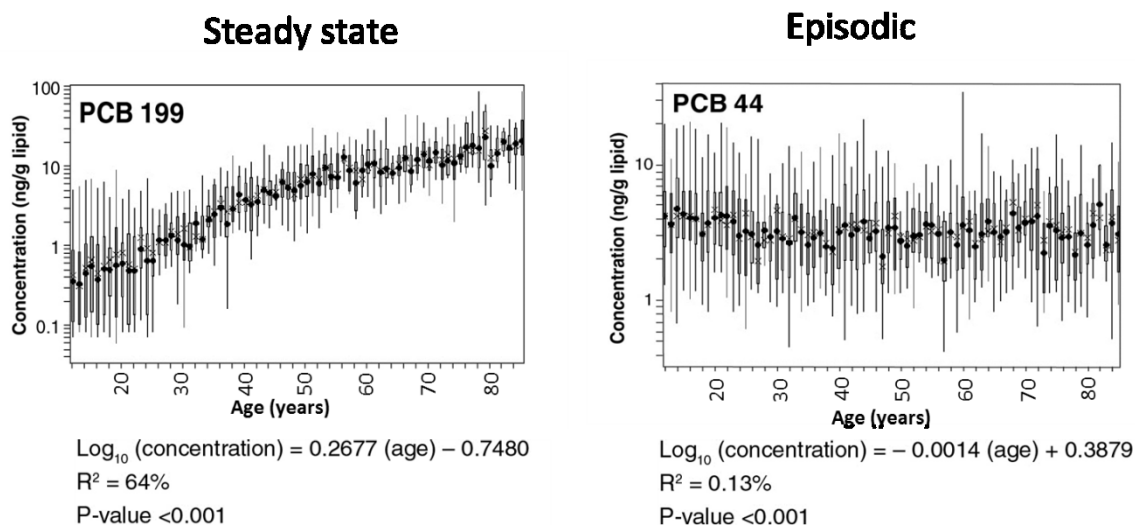 Steady state
Episodic
PCB 199
Concentration (ng/g lipid)
100
10
1
0.1
20 30 40 50 60 70 80
Age (years)
Log₁₀ (concentration) = 0.2677 (age) – 0.7480
R² = 64%
P-value <0.001
PCB 44
Concentration (ng/g lipid)
10
1
20 30 40 50 60 70 80
Age (years)
Log₁₀ (concentration) = – 0.0014 (age) + 0.3879
R² = 0.13%
P-value <0.001